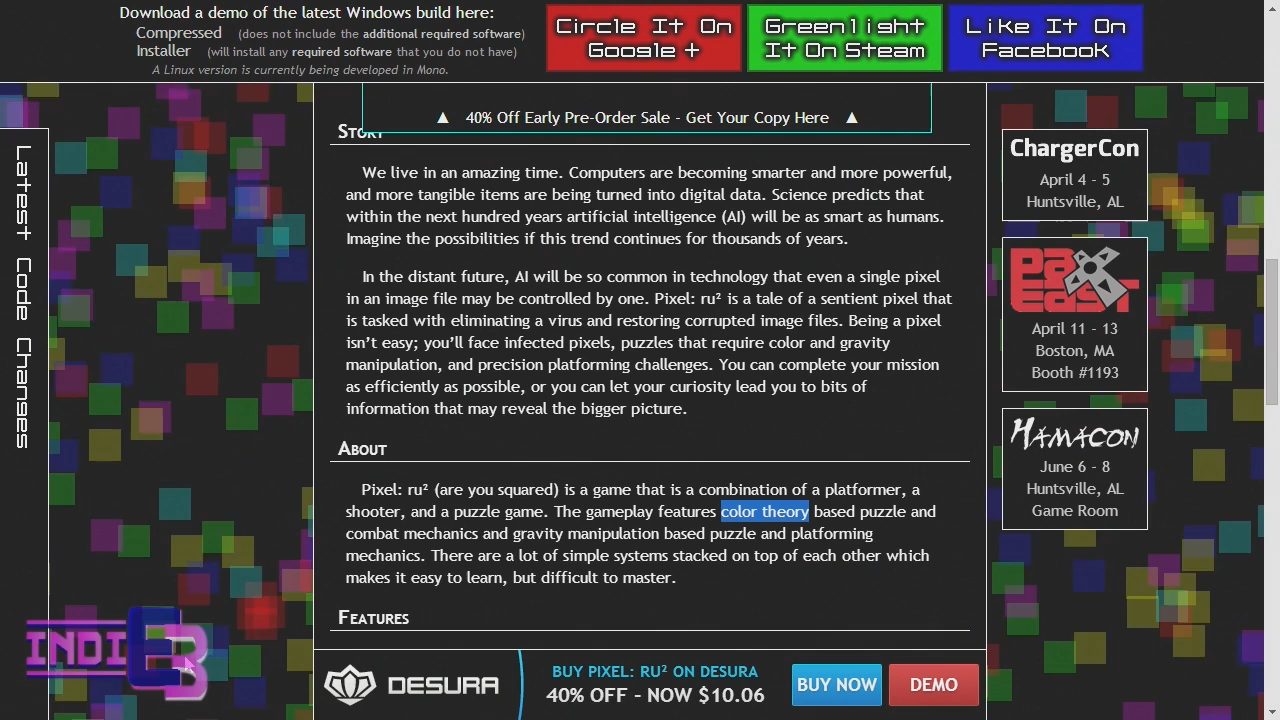 Download a demo of the latest Windows build here:
Compressed (does not include the additional required software)
Installer (will install any required software that you do not have)
A Linux version is currently being developed in Mono.
Circle It On
Google +
Greenlight
It On Steam
Like It On
Facebook
Latest Code Changes
▲ 40% Off Early Pre-Order Sale - Get Your Copy Here ▲
Story
We live in an amazing time. Computers are becoming smarter and more powerful,
and more tangible items are being turned into digital data. Science predicts that
within the next hundred years artificial intelligence (AI) will be as smart as humans.
Imagine the possibilities if this trend continues for thousands of years.
In the distant future, AI will be so common in technology that even a single pixel
in an image file may be controlled by one. Pixel: ru² is a tale of a sentient pixel that
is tasked with eliminating a virus and restoring corrupted image files. Being a pixel
isn't easy; you'll face infected pixels, puzzles that require color and gravity
manipulation, and precision platforming challenges. You can complete your mission
as efficiently as possible, or you can let your curiosity lead you to bits of
information that may reveal the bigger picture.
About
Pixel: ru² (are you squared) is a game that is a combination of a platformer, a
shooter, and a puzzle game. The gameplay features color theory based puzzle and
combat mechanics and gravity manipulation based puzzle and platforming
mechanics. There are a lot of simple systems stacked on top of each other which
makes it easy to learn, but difficult to master.
Features
ChargerCon
April 4 - 5
Huntsville, AL
PAX
EAST
April 11 - 13
Boston, MA
Booth #1193
HAMACON
June 6 - 8
Huntsville, AL
Game Room
INDIE3
DESURA
BUY PIXEL: RU² ON DESURA
40% OFF - NOW $10.06
BUY NOW
DEMO